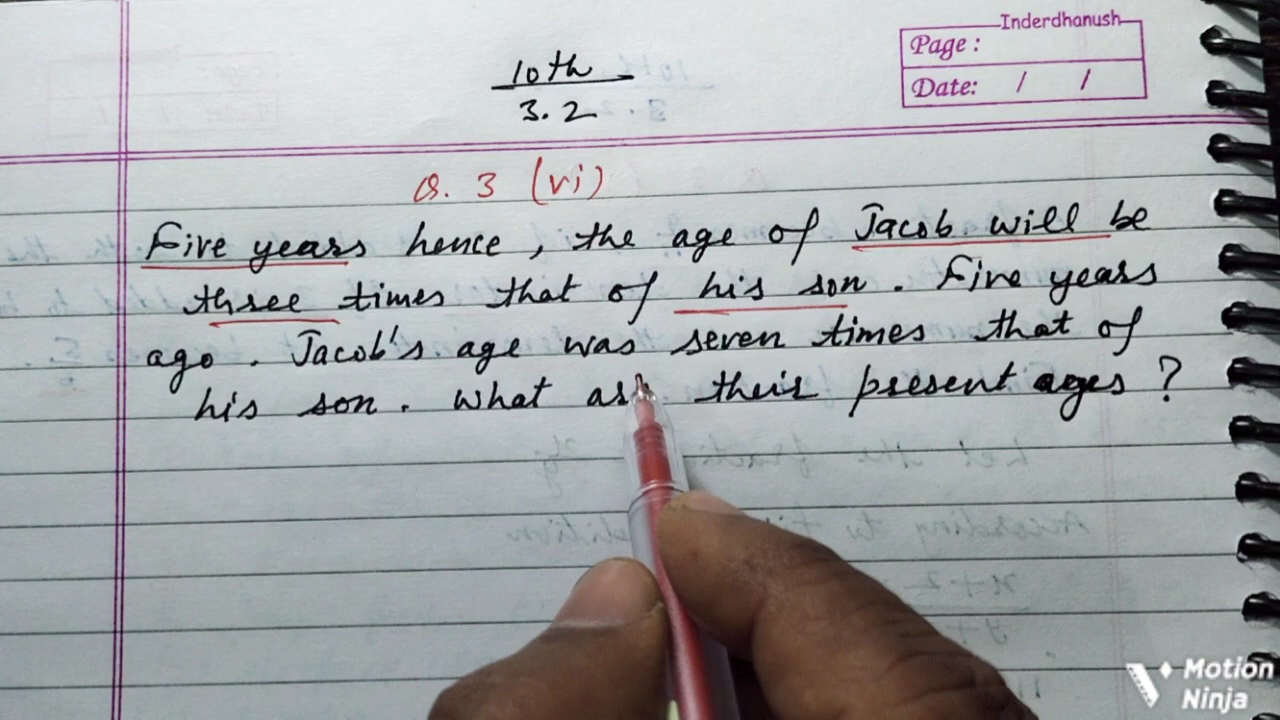 Inderdhanush
Page :
Date: / /
10th
3.2
Q. 3 (vi)
Five years hence, the age of Jacob will be
three times that of his son. Five years
ago. Jacob's age was seven times that of
his son. What their present ages ?
Motion
Ninja